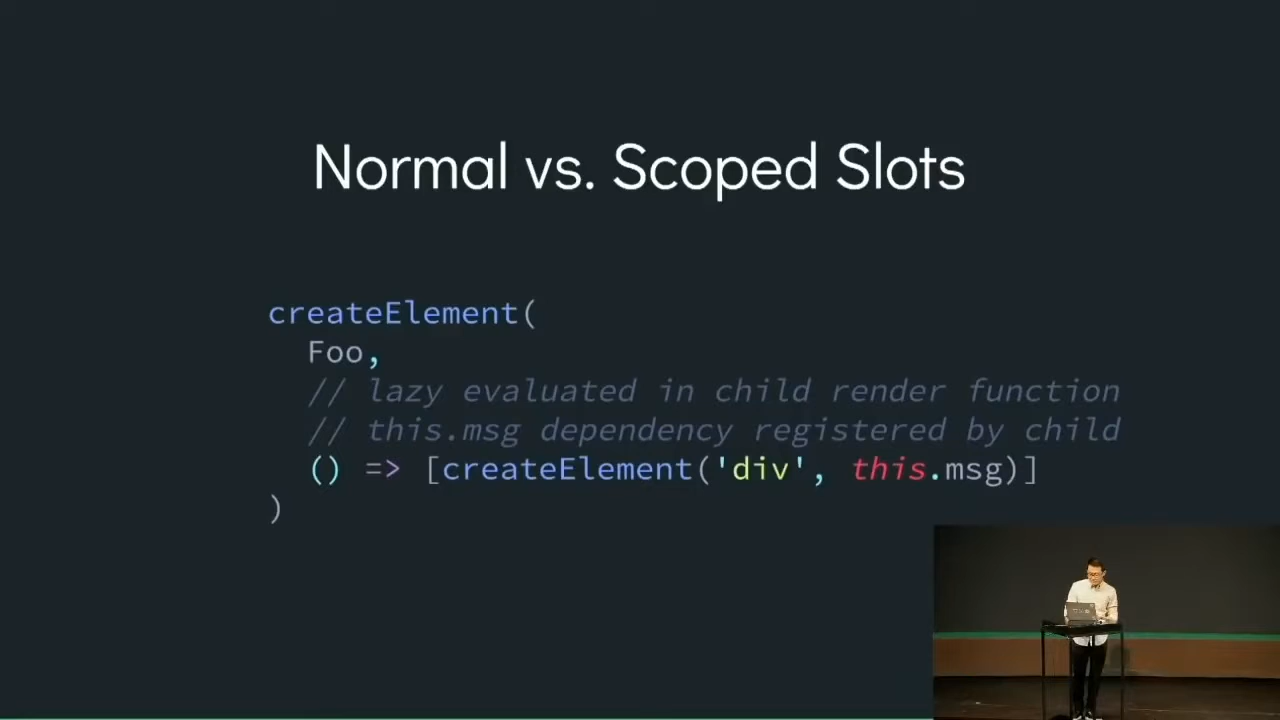 Normal vs. Scoped Slots
createElement(
Foo,
// lazy evaluated in child render function
// this.msg dependency registered by child
() => [createElement('div', this.msg)]
)